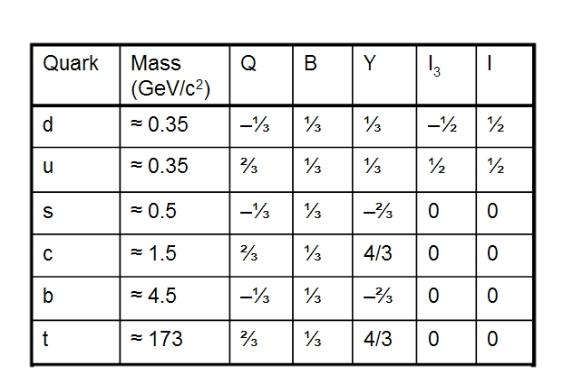 Quark Mass (GeV/c²) Q B Y I₃ I
d ≈ 0.35 –⅓ ⅓ ⅓ –½ ½
u ≈ 0.35 ⅔ ⅓ ⅓ ½ ½
s ≈ 0.5 –⅓ ⅓ –⅔ 0 0
c ≈ 1.5 ⅔ ⅓ 4/3 0 0
b ≈ 4.5 –⅓ ⅓ –⅔ 0 0
t ≈ 173 ⅔ ⅓ 4/3 0 0